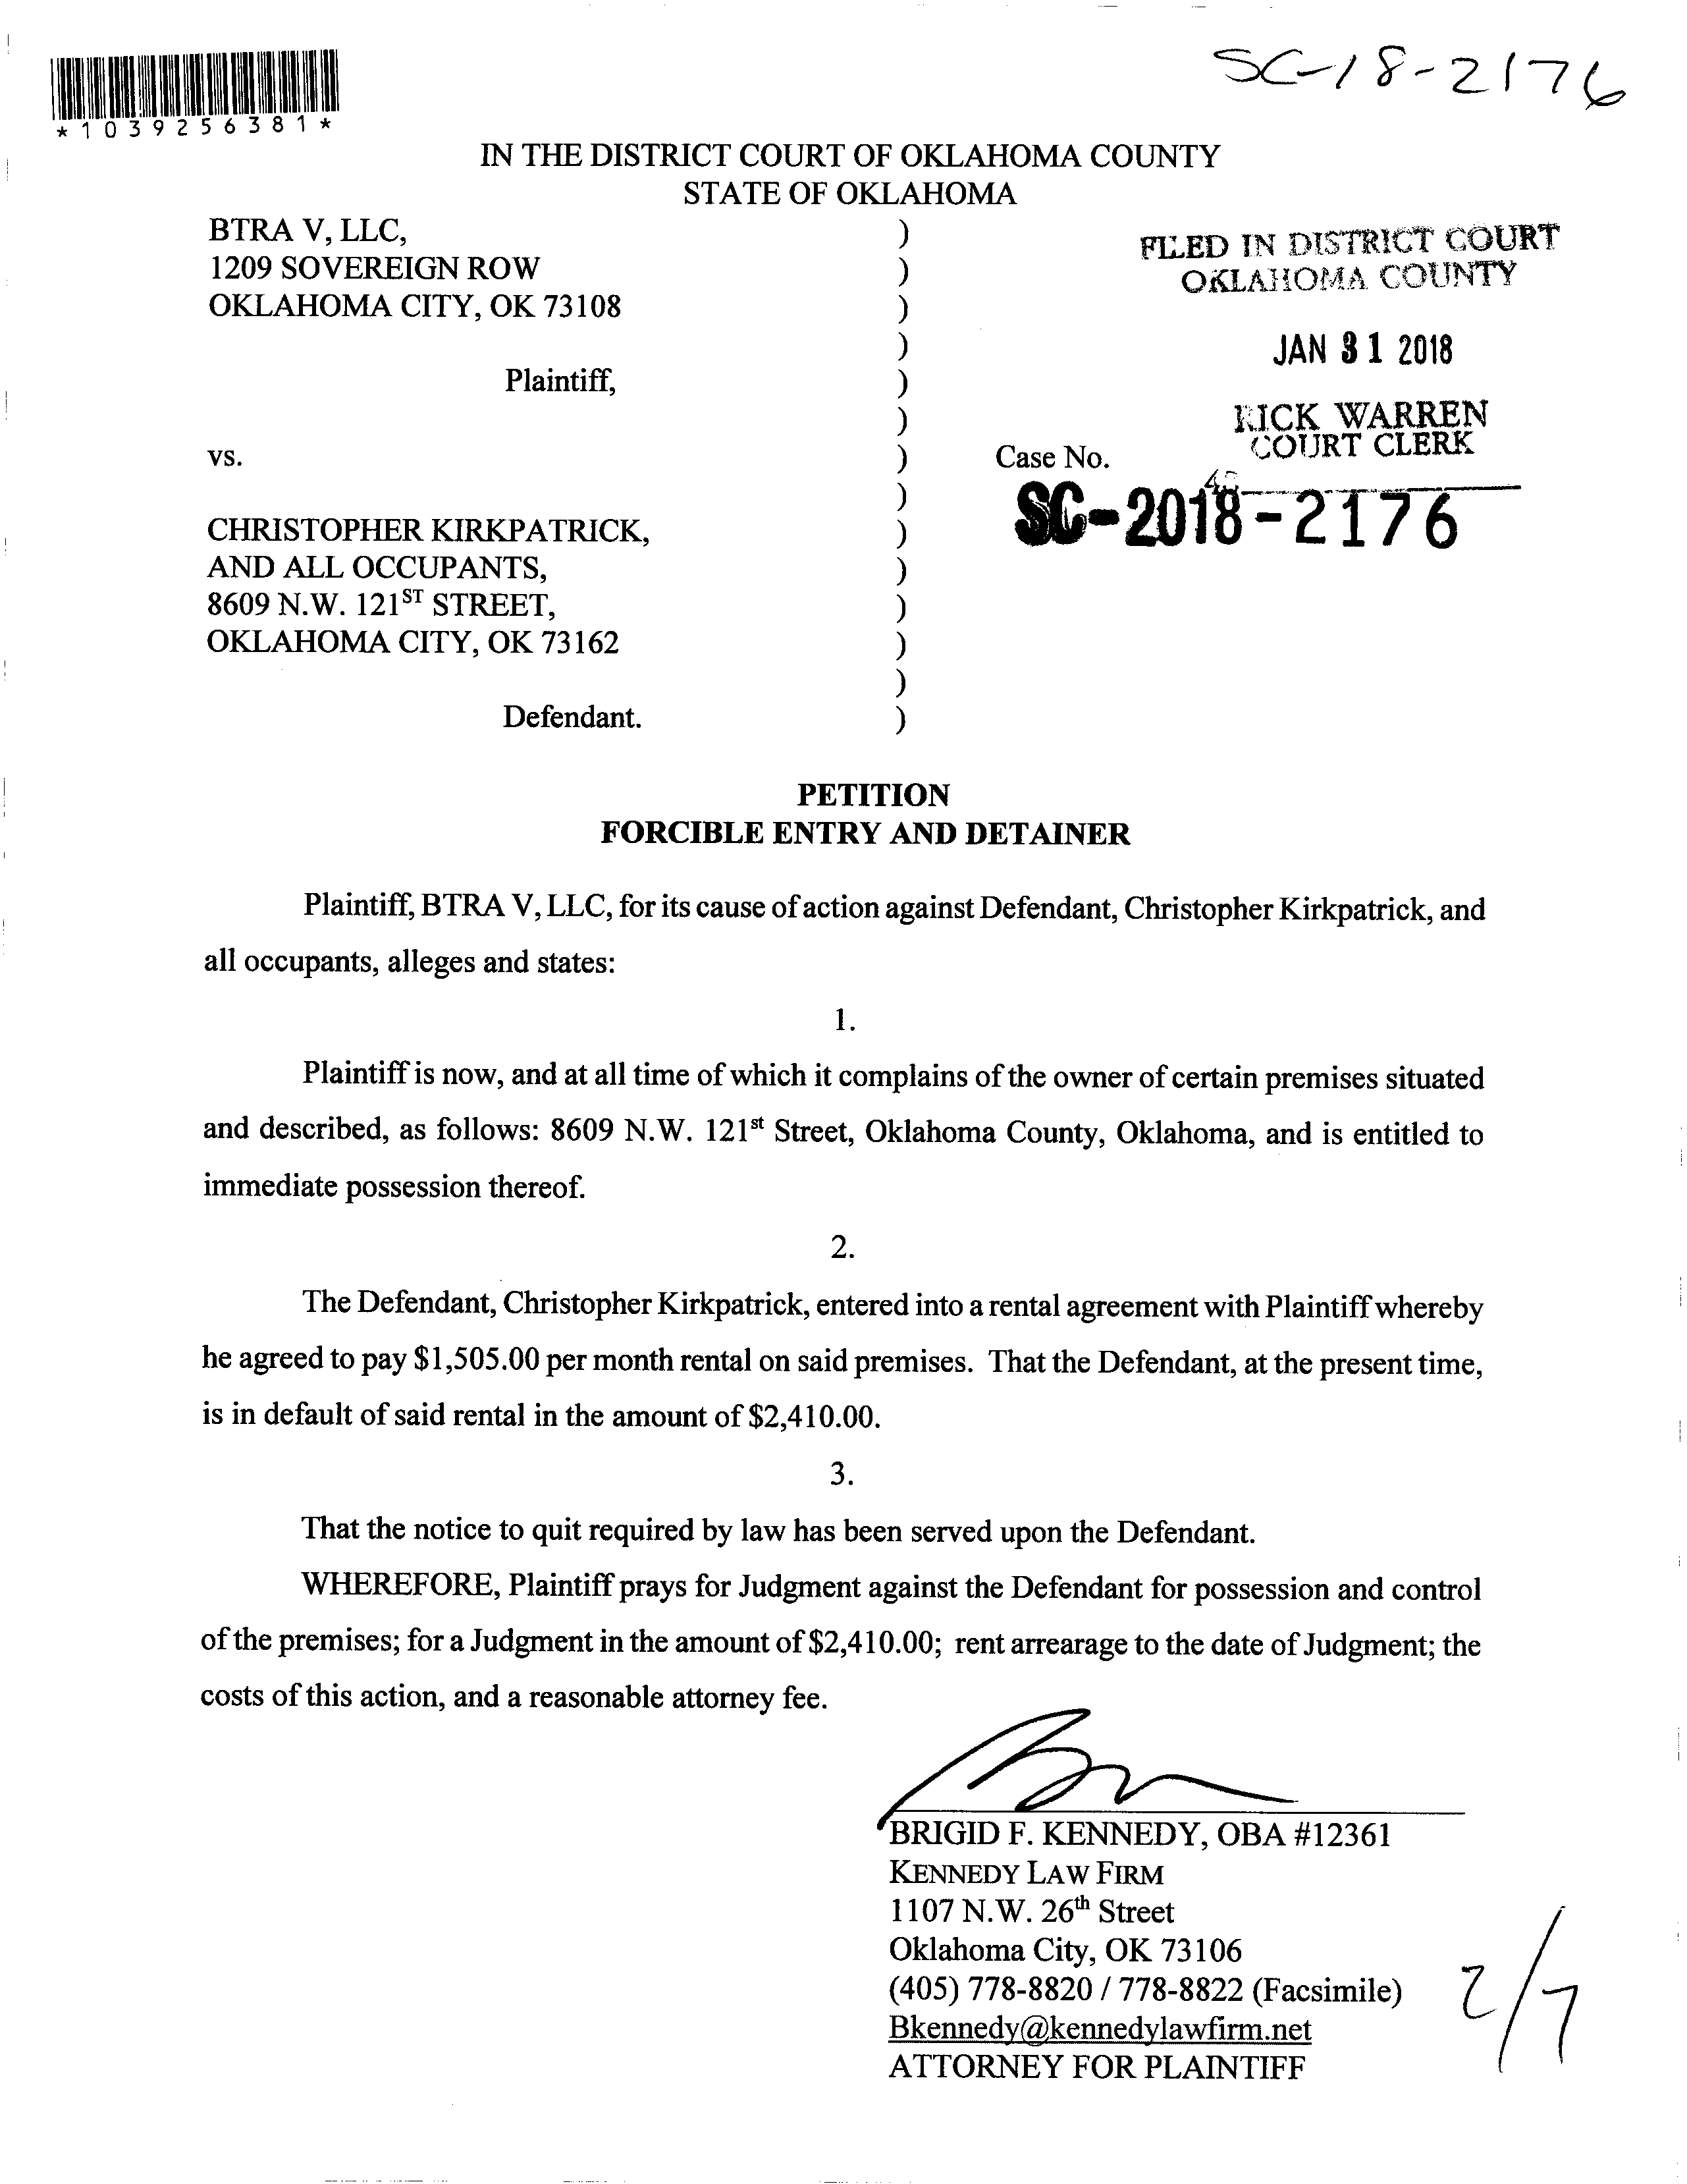 SC-18-2176
*1039256381*
IN THE DISTRICT COURT OF OKLAHOMA COUNTY
STATE OF OKLAHOMA
BTRA V, LLC, )
1209 SOVEREIGN ROW )
OKLAHOMA CITY, OK 73108 )
)
Plaintiff, )
)
vs. )
)
CHRISTOPHER KIRKPATRICK, )
AND ALL OCCUPANTS, )
8609 N.W. 121ST STREET, )
OKLAHOMA CITY, OK 73162 )
)
Defendant. )
FILED IN DISTRICT COURT
OKLAHOMA COUNTY
JAN 31 2018
RICK WARREN
COURT CLERK
Case No.
SC-2018-2176
PETITION
FORCIBLE ENTRY AND DETAINER
Plaintiff, BTRA V, LLC, for its cause of action against Defendant, Christopher Kirkpatrick, and
all occupants, alleges and states:
1.
Plaintiff is now, and at all time of which it complains of the owner of certain premises situated
and described, as follows: 8609 N.W. 121st Street, Oklahoma County, Oklahoma, and is entitled to
immediate possession thereof.
2.
The Defendant, Christopher Kirkpatrick, entered into a rental agreement with Plaintiff whereby
he agreed to pay $1,505.00 per month rental on said premises. That the Defendant, at the present time,
is in default of said rental in the amount of $2,410.00.
3.
That the notice to quit required by law has been served upon the Defendant.
WHEREFORE, Plaintiff prays for Judgment against the Defendant for possession and control
of the premises; for a Judgment in the amount of $2,410.00; rent arrearage to the date of Judgment; the
costs of this action, and a reasonable attorney fee.
BRIGID F. KENNEDY, OBA #12361
KENNEDY LAW FIRM
1107 N.W. 26th Street
Oklahoma City, OK 73106
(405) 778-8820 / 778-8822 (Facsimile)
Bkennedy@kennedylawfirm.net
ATTORNEY FOR PLAINTIFF
2/7